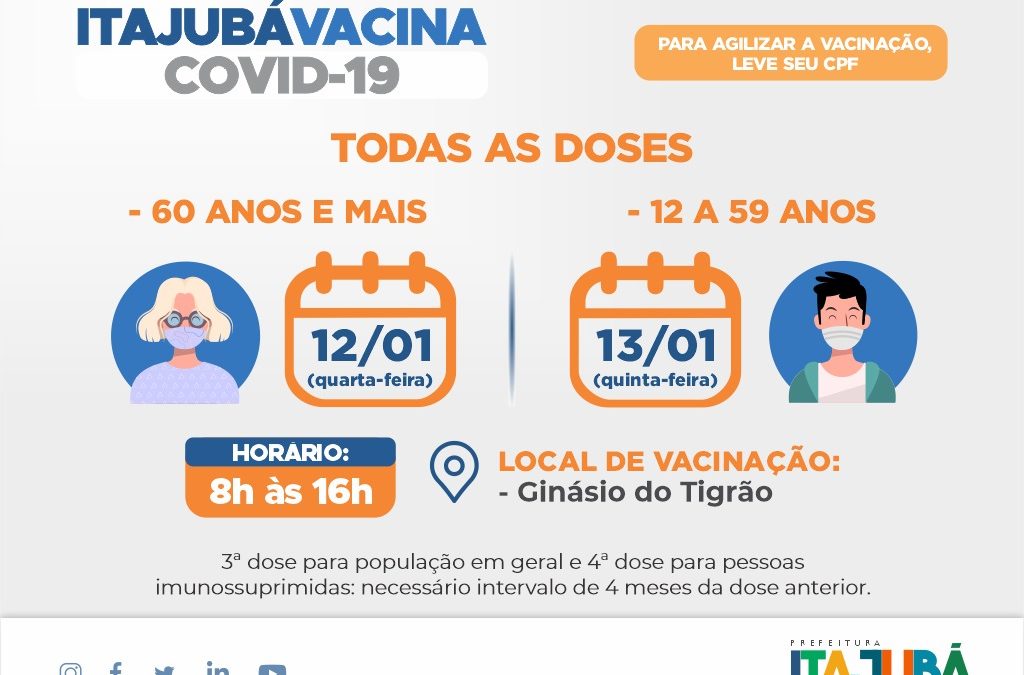 ITAJUBÁVACINA
COVID-19
PARA AGILIZAR A VACINAÇÃO,
LEVE SEU CPF
TODAS AS DOSES
- 60 ANOS E MAIS
- 12 A 59 ANOS
12/01
(quarta-feira)
13/01
(quinta-feira)
HORÁRIO:
8h às 16h
LOCAL DE VACINAÇÃO:
- Ginásio do Tigrão
3ª dose para população em geral e 4ª dose para pessoas
imunossuprimidas: necessário intervalo de 4 meses da dose anterior.
PREFEITURA
ITAJUBÁ